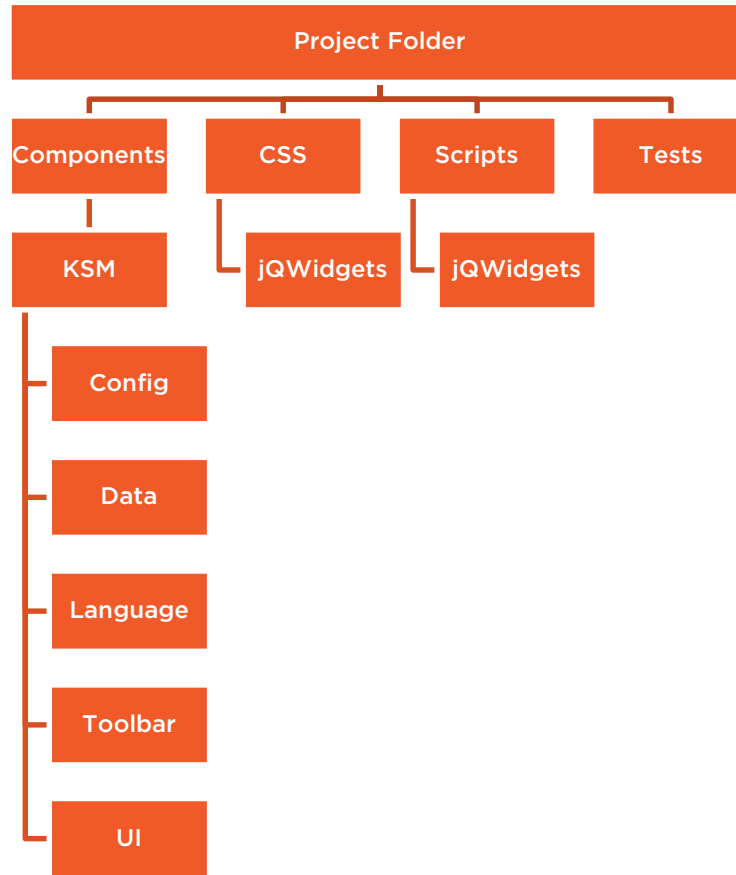 Project Folder
Components
CSS
Scripts
Tests
KSM
jQWidgets
jQWidgets
Config
Data
Language
Toolbar
UI